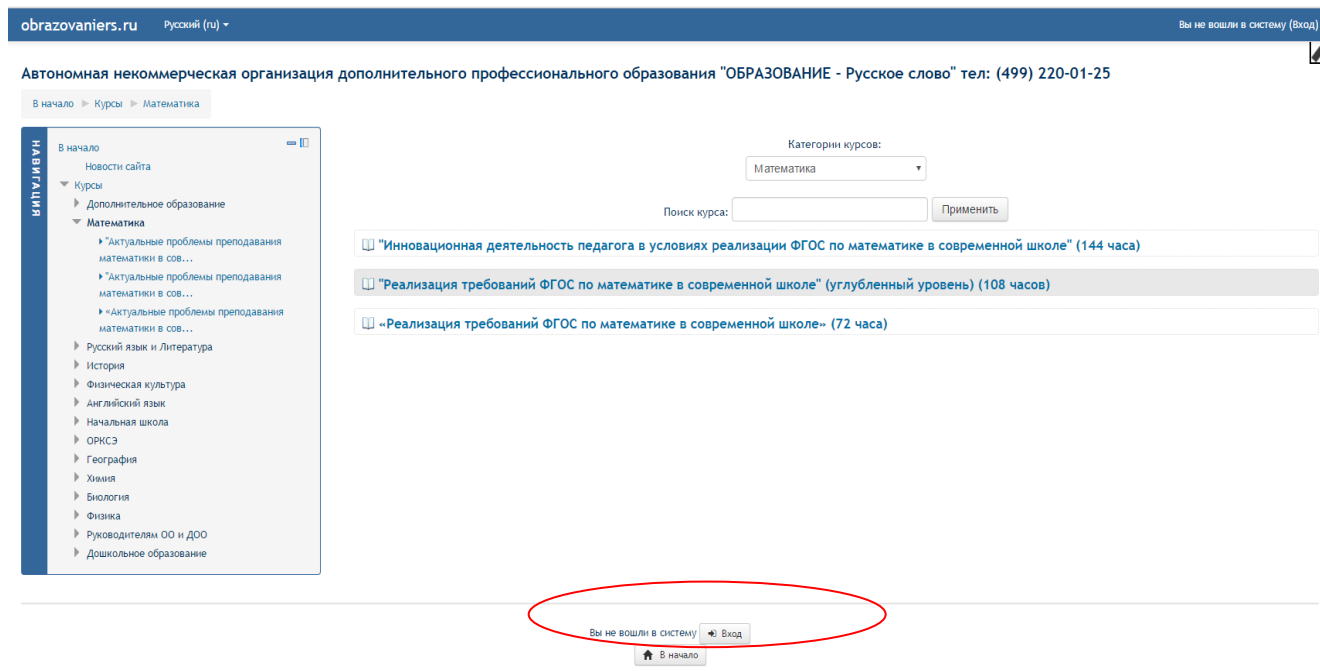 obrazovaniers.ru Русский (ru) Вы не вошли в систему (Вход)
Автономная некоммерческая организация дополнительного профессионального образования "ОБРАЗОВАНИЕ - Русское слово" тел: (499) 220-01-25
В начало Курсы Математика
НАВИГАЦИЯ
В начало
Новости сайта
Курсы
Дополнительное образование
Математика
"Актуальные проблемы преподавания
математики в сов...
"Актуальные проблемы преподавания
математики в сов...
«Актуальные проблемы преподавания
математики в сов...
Русский язык и Литература
История
Физическая культура
Английский язык
Начальная школа
ОРКСЭ
География
Химия
Биология
Физика
Руководителям ОО и ДОО
Дошкольное образование
Категории курсов:
Математика
Поиск курса: Применить
"Инновационная деятельность педагога в условиях реализации ФГОС по математике в современной школе" (144 часа)
"Реализация требований ФГОС по математике в современной школе" (углубленный уровень) (108 часов)
«Реализация требований ФГОС по математике в современной школе» (72 часа)
Вы не вошли в систему Вход
В начало